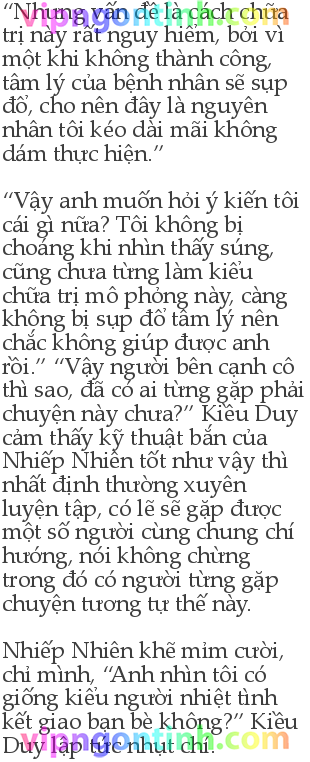 “Nhưng vấn đề là cách chữa
trị này rất nguy hiểm, bởi vì
một khi không thành công,
tâm lý của bệnh nhân sẽ sụp
đổ, cho nên đây là nguyên
nhân tôi kéo dài mãi không
dám thực hiện.”
“Vậy anh muốn hỏi ý kiến tôi
cái gì nữa? Tôi không bị
choáng khi nhìn thấy súng,
cũng chưa từng làm kiểu
chữa trị mô phỏng này, càng
không bị sụp đổ tâm lý nên
chắc không giúp được anh
rồi.” “Vậy người bên cạnh cô
thì sao, đã có ai từng gặp phải
chuyện này chưa?” Kiều Duy
cảm thấy kỹ thuật bắn của
Nhiếp Nhiên tốt như vậy thì
nhất định thường xuyên
luyện tập, có lẽ sẽ gặp được
một số người cùng chung chí
hướng, nói không chừng
trong đó có người từng gặp
chuyện tương tự thế này.
Nhiếp Nhiên khẽ mỉm cười,
chỉ mình, “Anh nhìn tôi có
giống kiểu người nhiệt tình
kết giao bạn bè không?” Kiều
Duy lập tức nhụt chí.
vipngontinh.com
vipngontinh.com